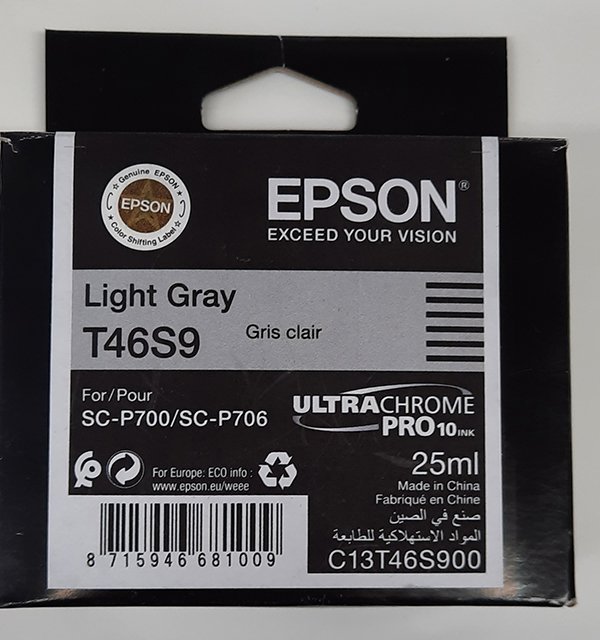 Genuine EPSON
EPSON
Color Shifting Label
EPSON®
EXCEED YOUR VISION
Light Gray
T46S9
Gris clair
For/Pour
SC-P700/SC-P706
ULTRACHROME
PRO10 INK
For Europe: ECO info :
www.epson.eu/weee
25ml
Made in China
Fabriqué en Chine
صنع في الصين
المواد الاستهلاكية للطابعة
C13T46S900
8 715946 681009